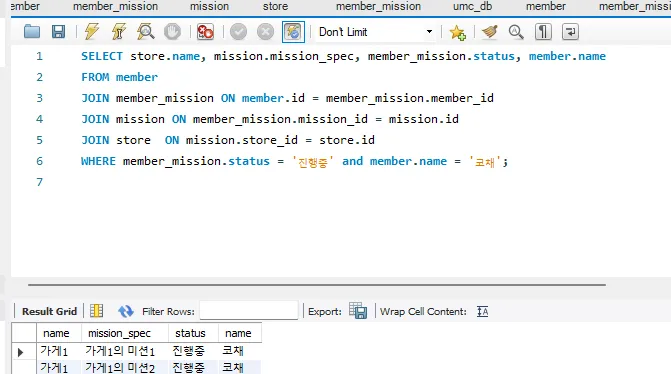 ember member_mission mission store member_mission umc_db member member_missi
Don't Limit
1 SELECT store.name, mission.mission_spec, member_mission.status, member.name
2 FROM member
3 JOIN member_mission ON member.id = member_mission.member_id
4 JOIN mission ON member_mission.mission_id = mission.id
5 JOIN store  ON mission.store_id = store.id
6 WHERE member_mission.status = '진행중' and member.name = '코채';
7
Result Grid Filter Rows: Export: Wrap Cell Content:
name mission_spec status name
가게1 가게1의 미션1 진행중 코채
가게1 가게1의 미션2 진행중 코채